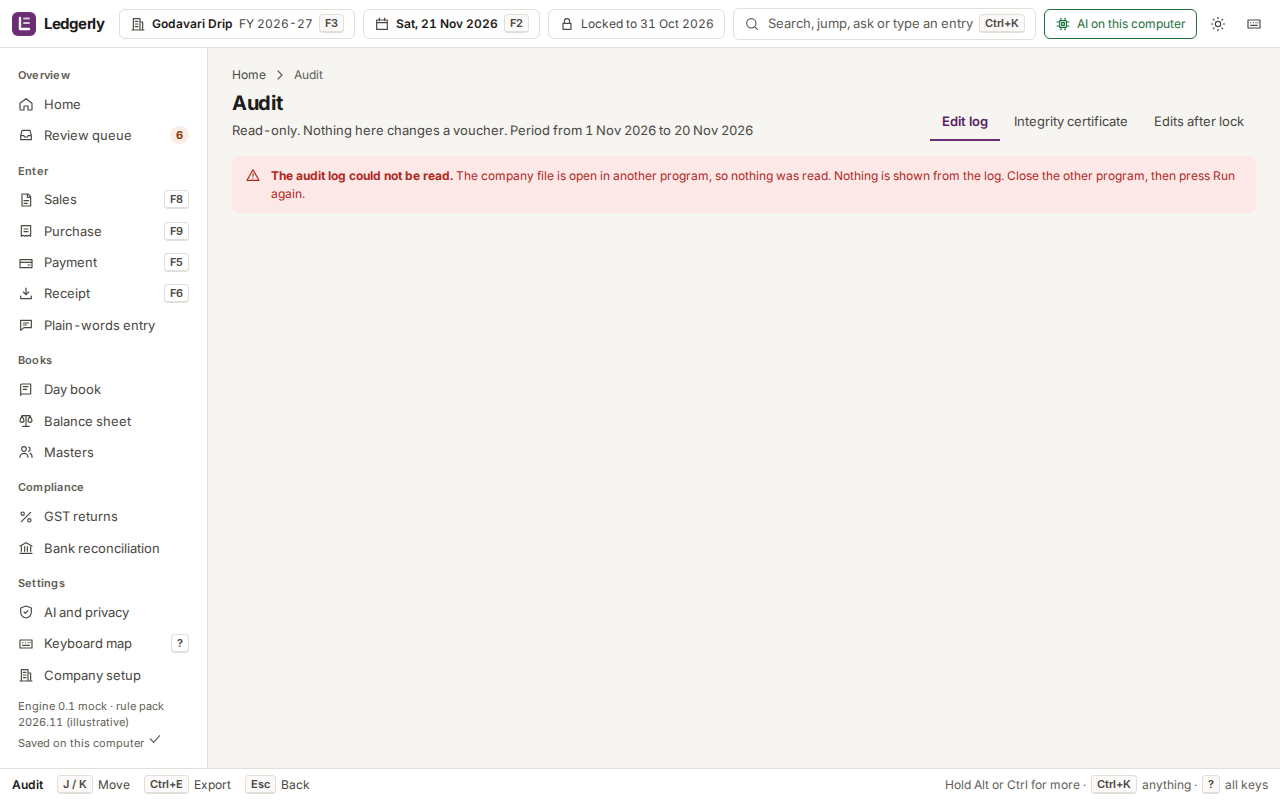 Ledgerly
Godavari Drip FY 2026-27 F3
Sat, 21 Nov 2026 F2
Locked to 31 Oct 2026
Search, jump, ask or type an entry Ctrl+K
AI on this computer
Overview
Home
Review queue 6
Enter
Sales F8
Purchase F9
Payment F5
Receipt F6
Plain-words entry
Books
Day book
Balance sheet
Masters
Compliance
GST returns
Bank reconciliation
Settings
AI and privacy
Keyboard map ?
Company setup
Engine 0.1 mock · rule pack
2026.11 (illustrative)
Saved on this computer
Home > Audit
Audit
Read-only. Nothing here changes a voucher. Period from 1 Nov 2026 to 20 Nov 2026
Edit log
Integrity certificate
Edits after lock
The audit log could not be read. The company file is open in another program, so nothing was read. Nothing is shown from the log. Close the other program, then press Run
again.
Audit J / K Move Ctrl+E Export Esc Back
Hold Alt or Ctrl for more · Ctrl+K anything · ? all keys